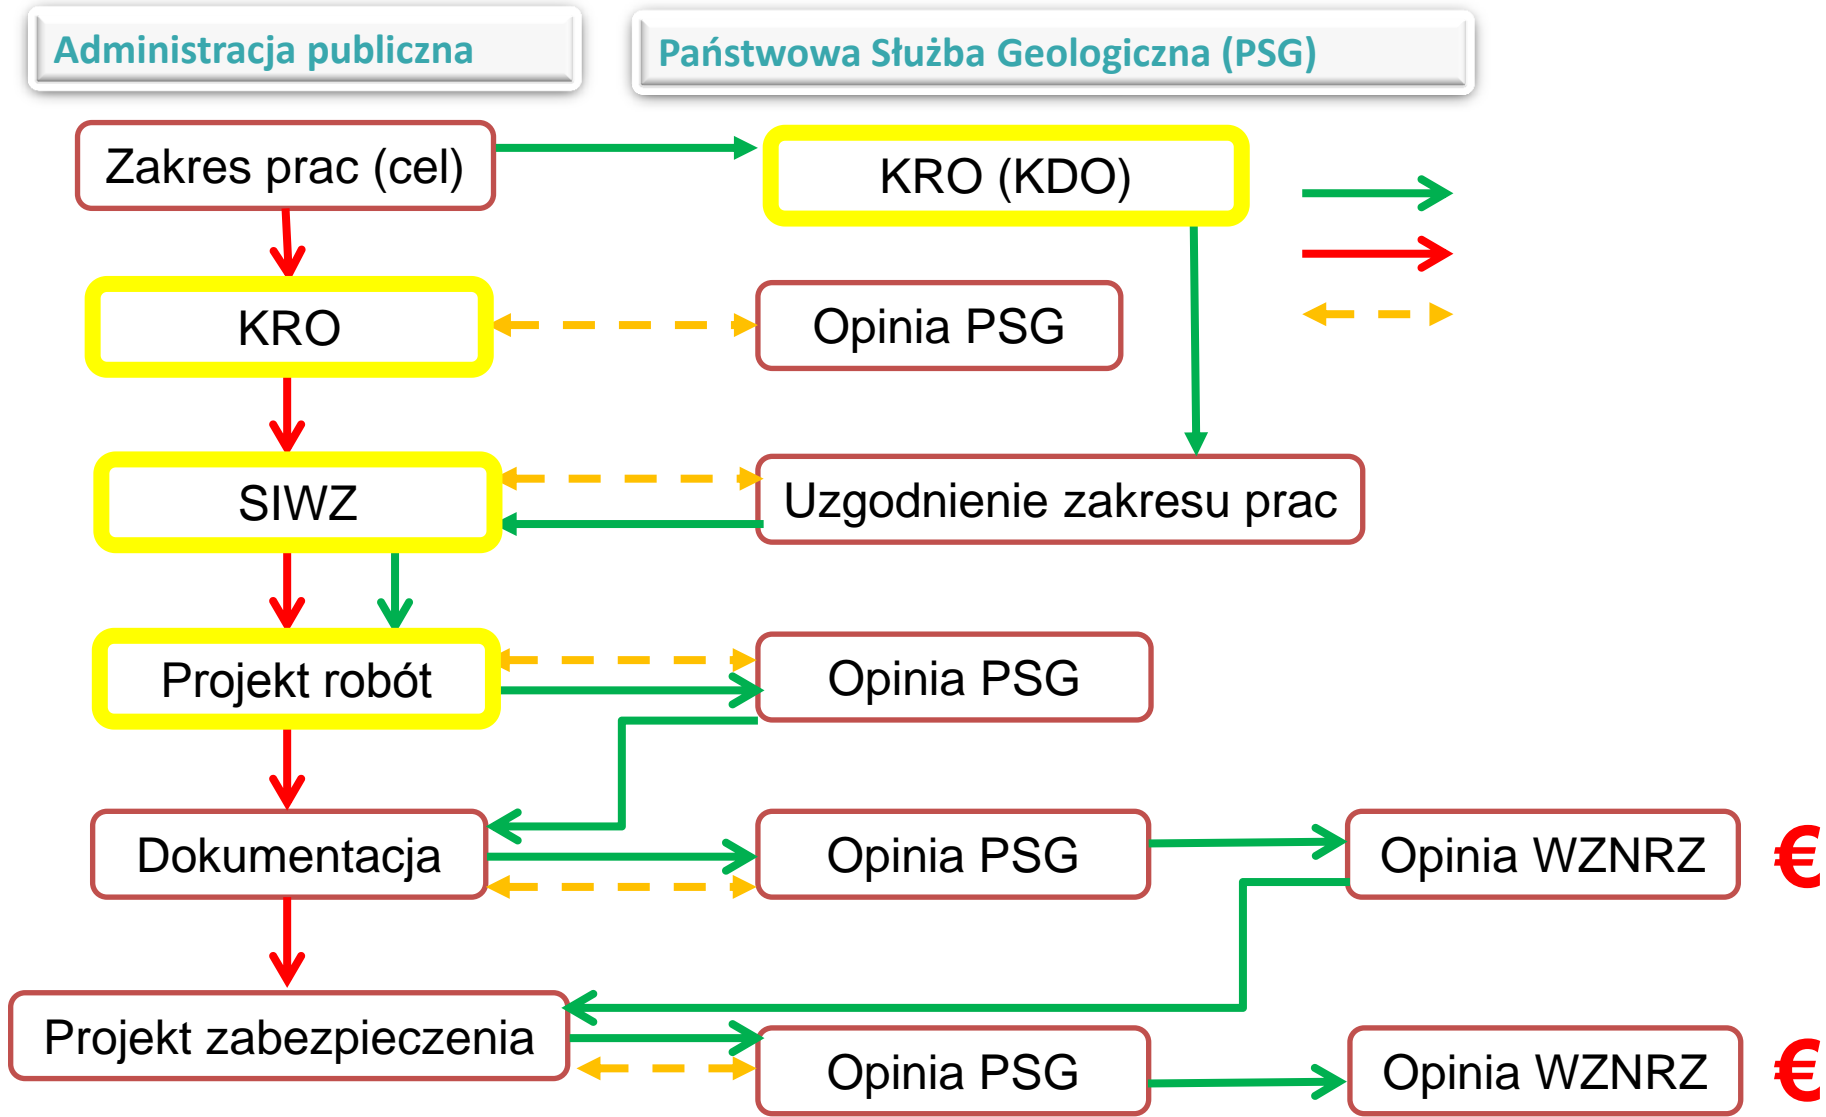 Administracja publiczna
Państwowa Służba Geologiczna (PSG)
Zakres prac (cel)
KRO (KDO)
KRO
Opinia PSG
SIWZ
Uzgodnienie zakresu prac
Projekt robót
Opinia PSG
Dokumentacja
Opinia PSG
Opinia WZNRZ
€
Projekt zabezpieczenia
Opinia PSG
Opinia WZNRZ
€